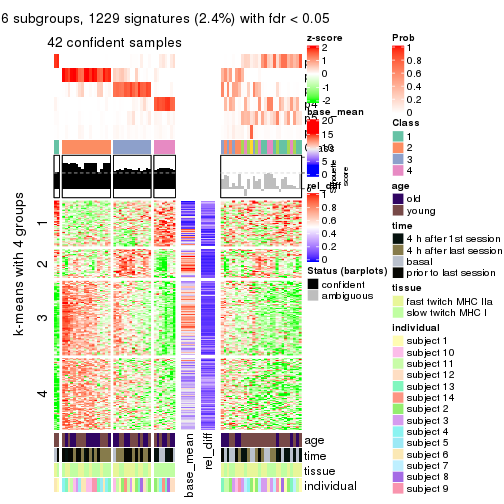 6 subgroups, 1229 signatures (2.4%) with fdr < 0.05
42 confident samples
k-means with 4 groups
1
2
3
4
base_mean
rel_diff
age
time
tissue
individual
z-score
2
1
0
-1
-2
base_mean
20
15
10
5
0
rel_diff
1
0.8
0.6
0.4
0.2
0
Status (barplots)
confident
ambiguous
Prob
1
0.8
0.6
0.4
0.2
0
Class
1
2
3
4
age
old
young
time
4 h after 1st session
4 h after last session
basal
prior to last session
tissue
fast twitch MHC IIa
slow twitch MHC I
individual
subject 1
subject 10
subject 11
subject 12
subject 13
subject 14
subject 2
subject 3
subject 4
subject 5
subject 6
subject 7
subject 8
subject 9